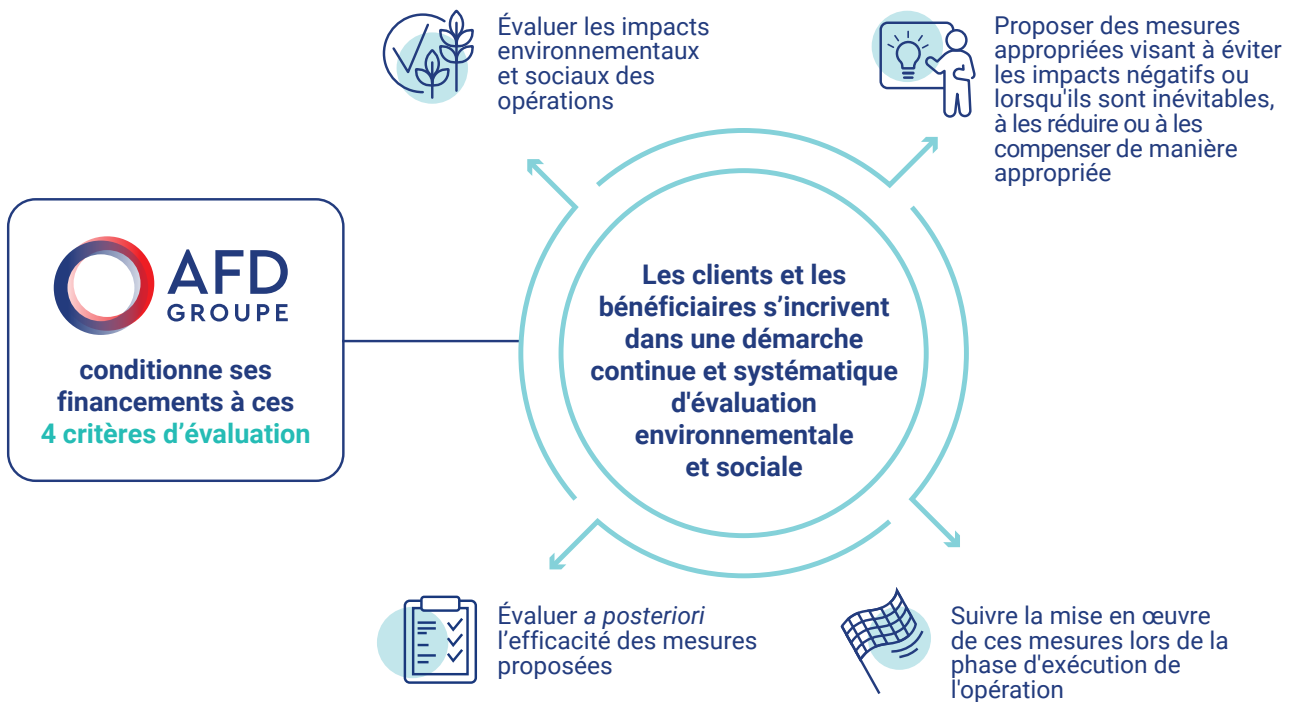 Évaluer les impacts
environnementaux
et sociaux des
opérations
Proposer des mesures
appropriées visant à éviter
les impacts négatifs ou
lorsqu'ils sont inévitables,
à les réduire ou à les
compenser de manière
appropriée
AFD
GROUPE
conditionne ses
financements à ces
4 critères d’évaluation
Les clients et les
bénéficiaires s’incrivent
dans une démarche
continue et systématique
d'évaluation
environnementale
et sociale
Évaluer a posteriori
l’efficacité des mesures
proposées
Suivre la mise en œuvre
de ces mesures lors de la
phase d'exécution de
l'opération